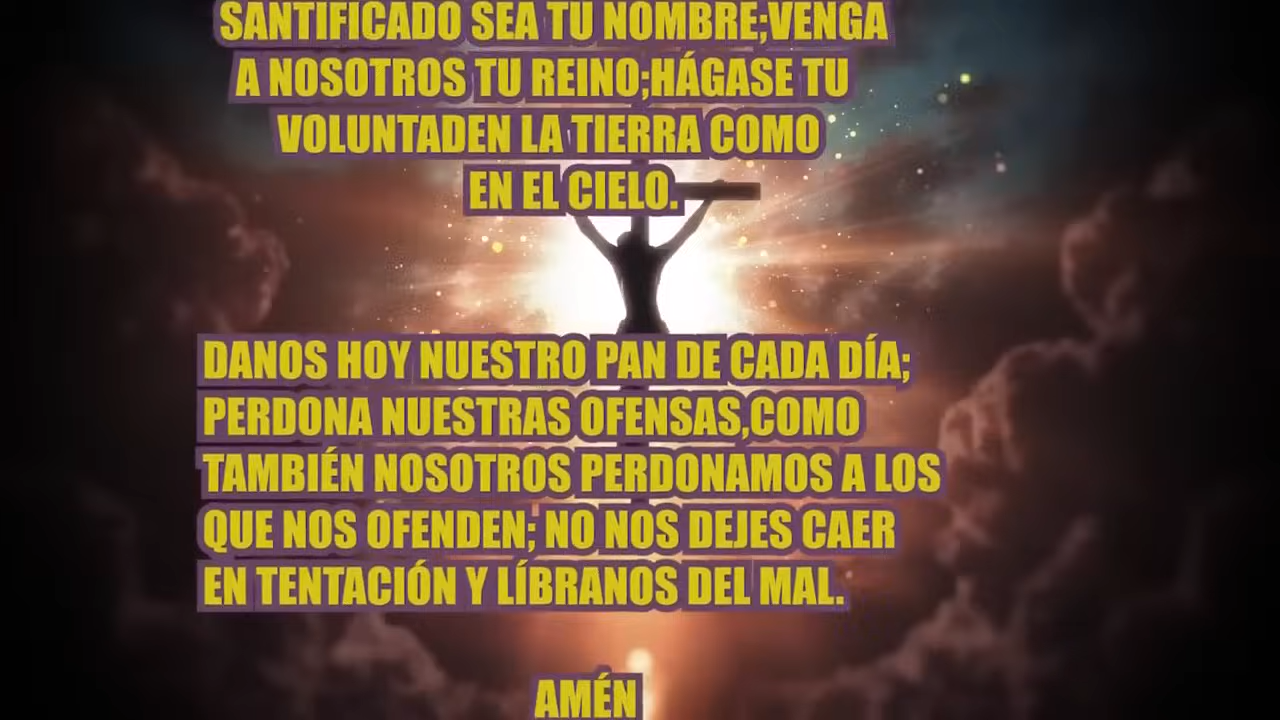 SANTIFICADO SEA TU NOMBRE;VENGA
A NOSOTROS TU REINO;HÁGASE TU
VOLUNTADEN LA TIERRA COMO
EN EL CIELO.
DANOS HOY NUESTRO PAN DE CADA DÍA;
PERDONA NUESTRAS OFENSAS,COMO
TAMBIÉN NOSOTROS PERDONAMOS A LOS
QUE NOS OFENDEN; NO NOS DEJES CAER
EN TENTACIÓN Y LÍBRANOS DEL MAL.
AMÉN